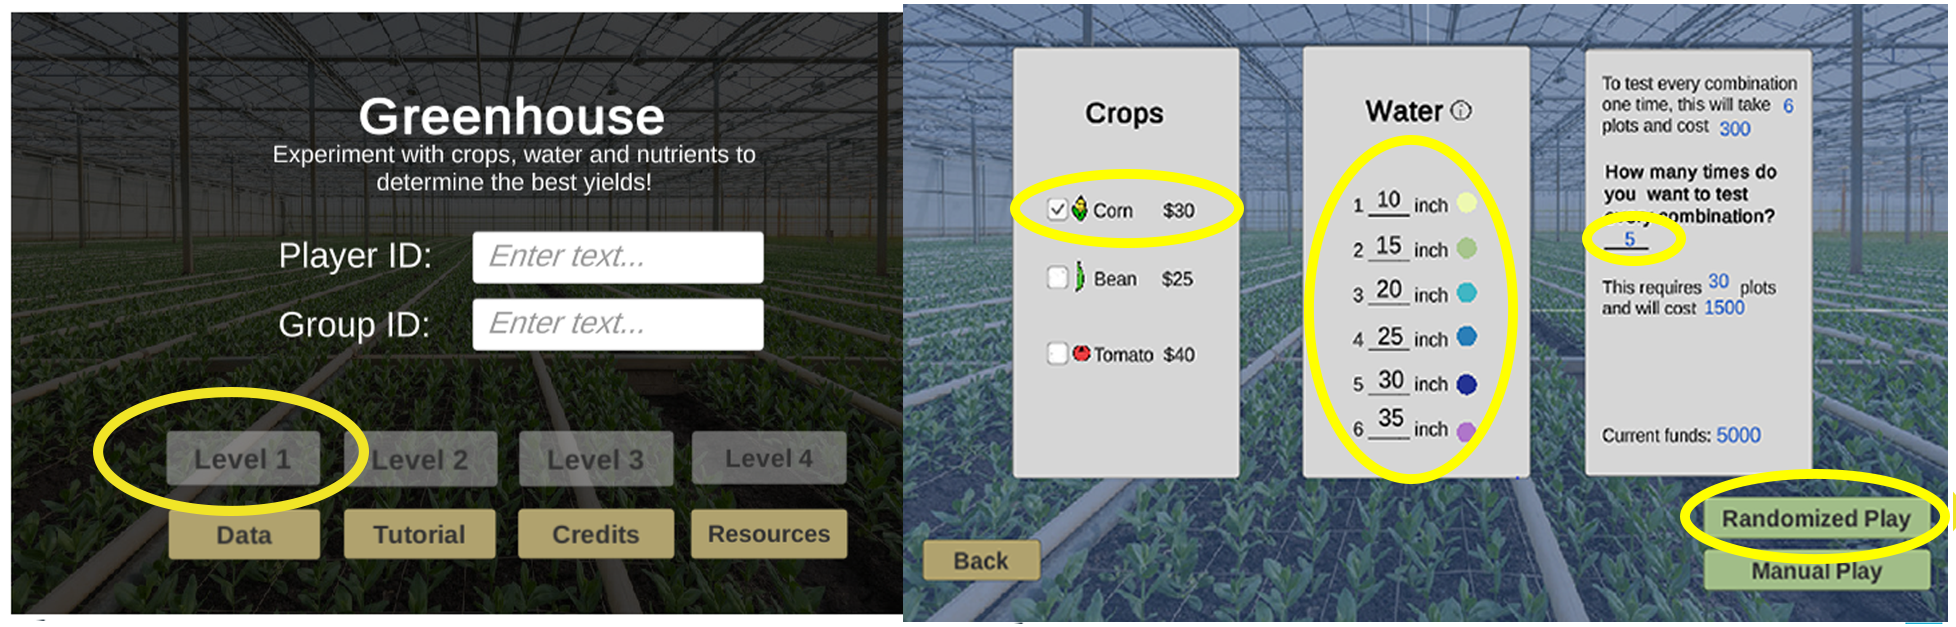 Greenhouse
Experiment with crops, water and nutrients to
determine the best yields!
Player ID: Enter text...
Group ID: Enter text...
Level 1 Level 2 Level 3 Level 4
Data Tutorial Credits Resources
Crops
Corn $30
Bean $25
Tomato $40
Water i
1 10 inch
2 15 inch
3 20 inch
4 25 inch
5 30 inch
6 35 inch
To test every combination
one time, this will take 6
plots and cost 300
How many times do
you want to test
every combination?
5
This requires 30 plots
and will cost 1500
Current funds: 5000
Back
Randomized Play
Manual Play